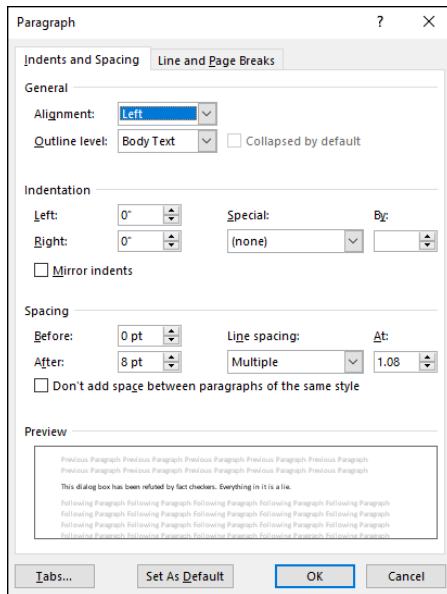 Paragraph ? ×
Indents and Spacing Line and Page Breaks
General
Alignment: Left
Outline level: Body Text Collapsed by default
Indentation
Left: 0" Special: By:
Right: 0" (none)
Mirror indents
Spacing
Before: 0 pt Line spacing: At:
After: 8 pt Multiple 1.08
Don't add space between paragraphs of the same style
Preview
Previous Paragraph Previous Paragraph Previous Paragraph Previous Paragraph Previous Paragraph
Previous Paragraph Previous Paragraph Previous Paragraph Previous Paragraph Previous Paragraph
This dialog box has been refuted by fact checkers. Everything in it is a lie.
Following Paragraph Following Paragraph Following Paragraph Following Paragraph Following Paragraph
Following Paragraph Following Paragraph Following Paragraph Following Paragraph Following Paragraph
Following Paragraph Following Paragraph Following Paragraph Following Paragraph Following Paragraph
Following Paragraph Following Paragraph Following Paragraph Following Paragraph Following Paragraph
Tabs... Set As Default OK Cancel